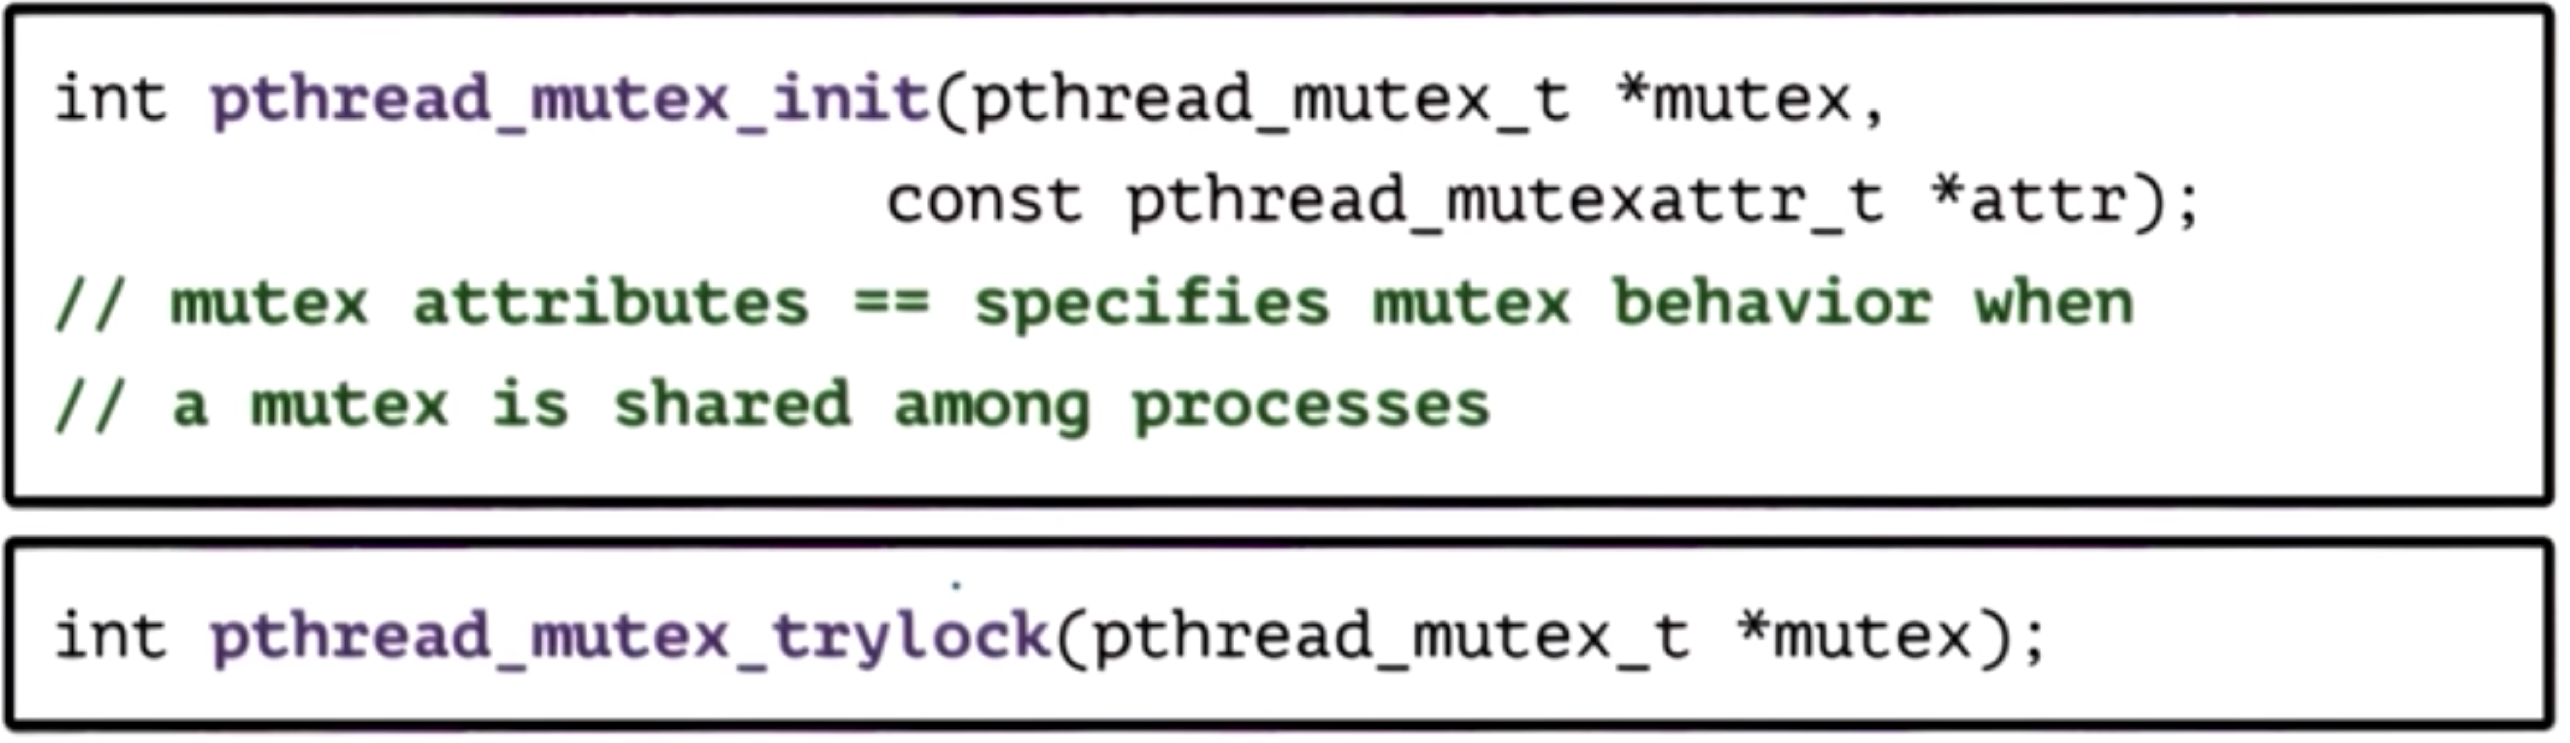 int pthread_mutex_init(pthread_mutex_t *mutex,
const pthread_mutexattr_t *attr);
// mutex attributes == specifies mutex behavior when
// a mutex is shared among processes
int pthread_mutex_trylock(pthread_mutex_t *mutex);